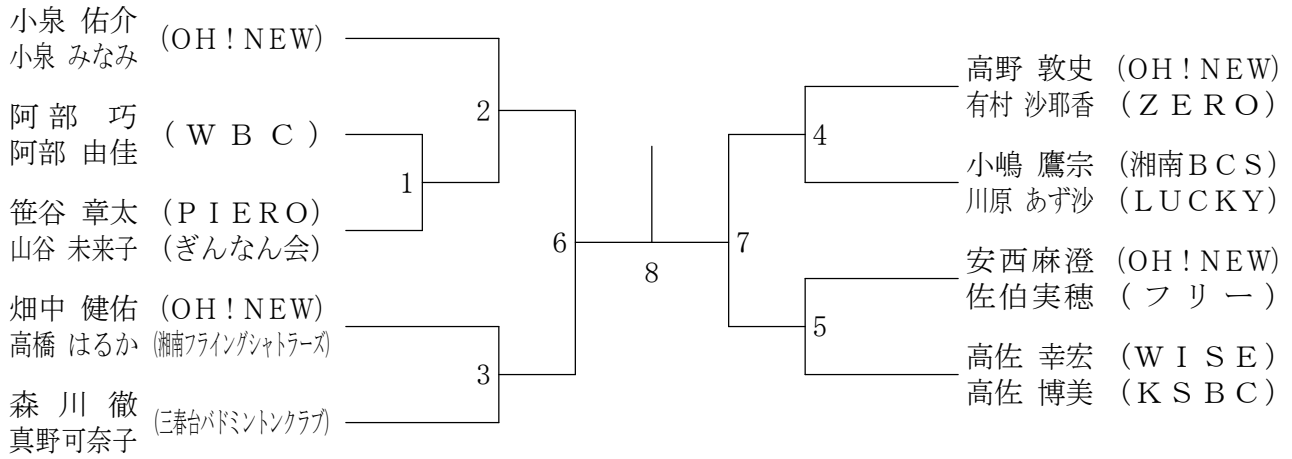 小泉 佑介 (OH！NEW)
小泉 みなみ
阿部 巧 (ＷＢＣ)
阿部 由佳
笹谷 章太 (ＰＩＥＲＯ)
山谷 未来子 (ぎんなん会)
畑中 健佑 (OH！NEW)
高橋 はるか (湘南フライングシャトラーズ)
森川徹 (三春台バドミントンクラブ)
真野可奈子
1
2
3
6
8
7
4
5
高野 敦史 (OH！NEW)
有村 沙耶香 (ＺＥＲＯ)
小嶋 鷹宗 (湘南ＢＣＳ)
川原 あず沙 (ＬＵＣＫＹ)
安西麻澄 (OH！NEW)
佐伯実穂 (フリー)
高佐 幸宏 (ＷＩＳＥ)
高佐 博美 (ＫＳＢＣ)